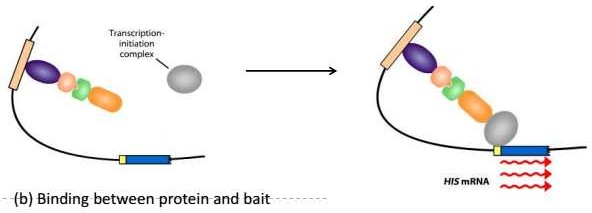 Transcription-
initiation
complex
HIS mRNA
(b) Binding between protein and bait